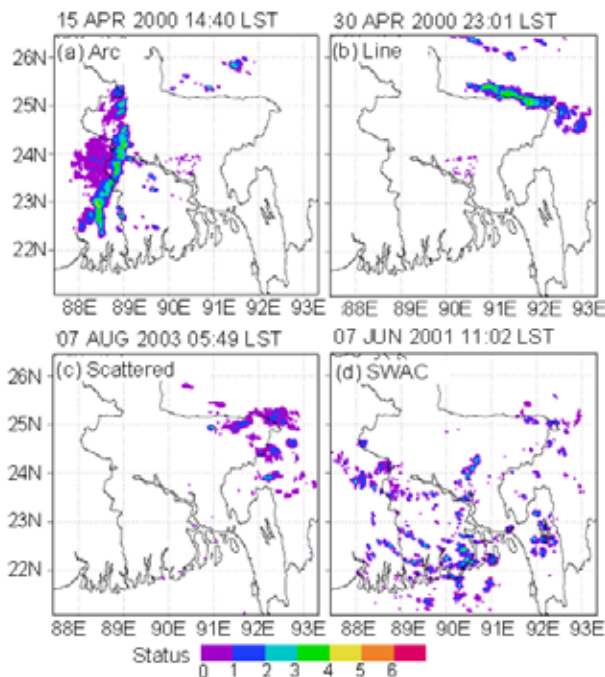 15 APR 2000 14:40 LST 30 APR 2000 23:01 LST
26N (a) Arc (b) Line
25N
24N
23N
22N
88E 89E 90E 91E 92E 93E 88E 89E 90E 91E 92E 93E
07 AUG 2003 05:49 LST 07 JUN 2001 11:02 LST
26N (c) Scattered (d) SWAC
25N
24N
23N
22N
88E 89E 90E 91E 92E 93E 88E 89E 90E 91E 92E 93E
Status
0 1 2 3 4 5 6